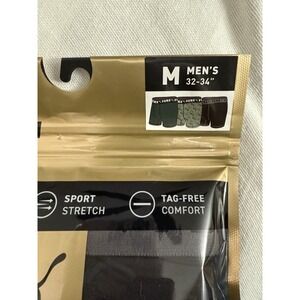 M MEN'S
32-34"
SPORT
STRETCH
TAG-FREE
COMFORT